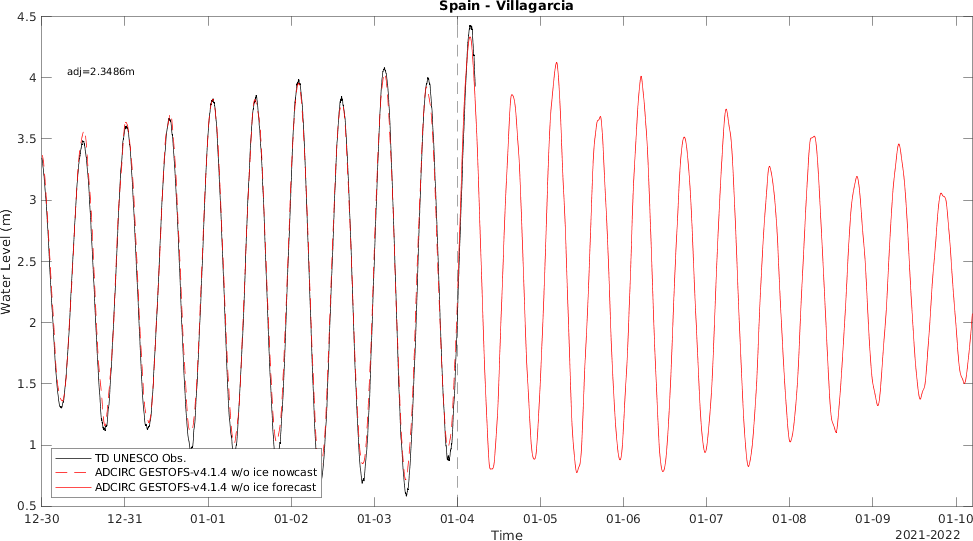 Spain - Villagarcia
4.5
4
3.5
3
2.5
2
1.5
1
0.5
Water Level (m)
adj=2.3486m
TD UNESCO Obs.
ADCIRC GESTOFS-v4.1.4 w/o ice nowcast
ADCIRC GESTOFS-v4.1.4 w/o ice forecast
12-30 12-31 01-01 01-02 01-03 01-04 01-05 01-06 01-07 01-08 01-09 01-10
Time
2021-2022